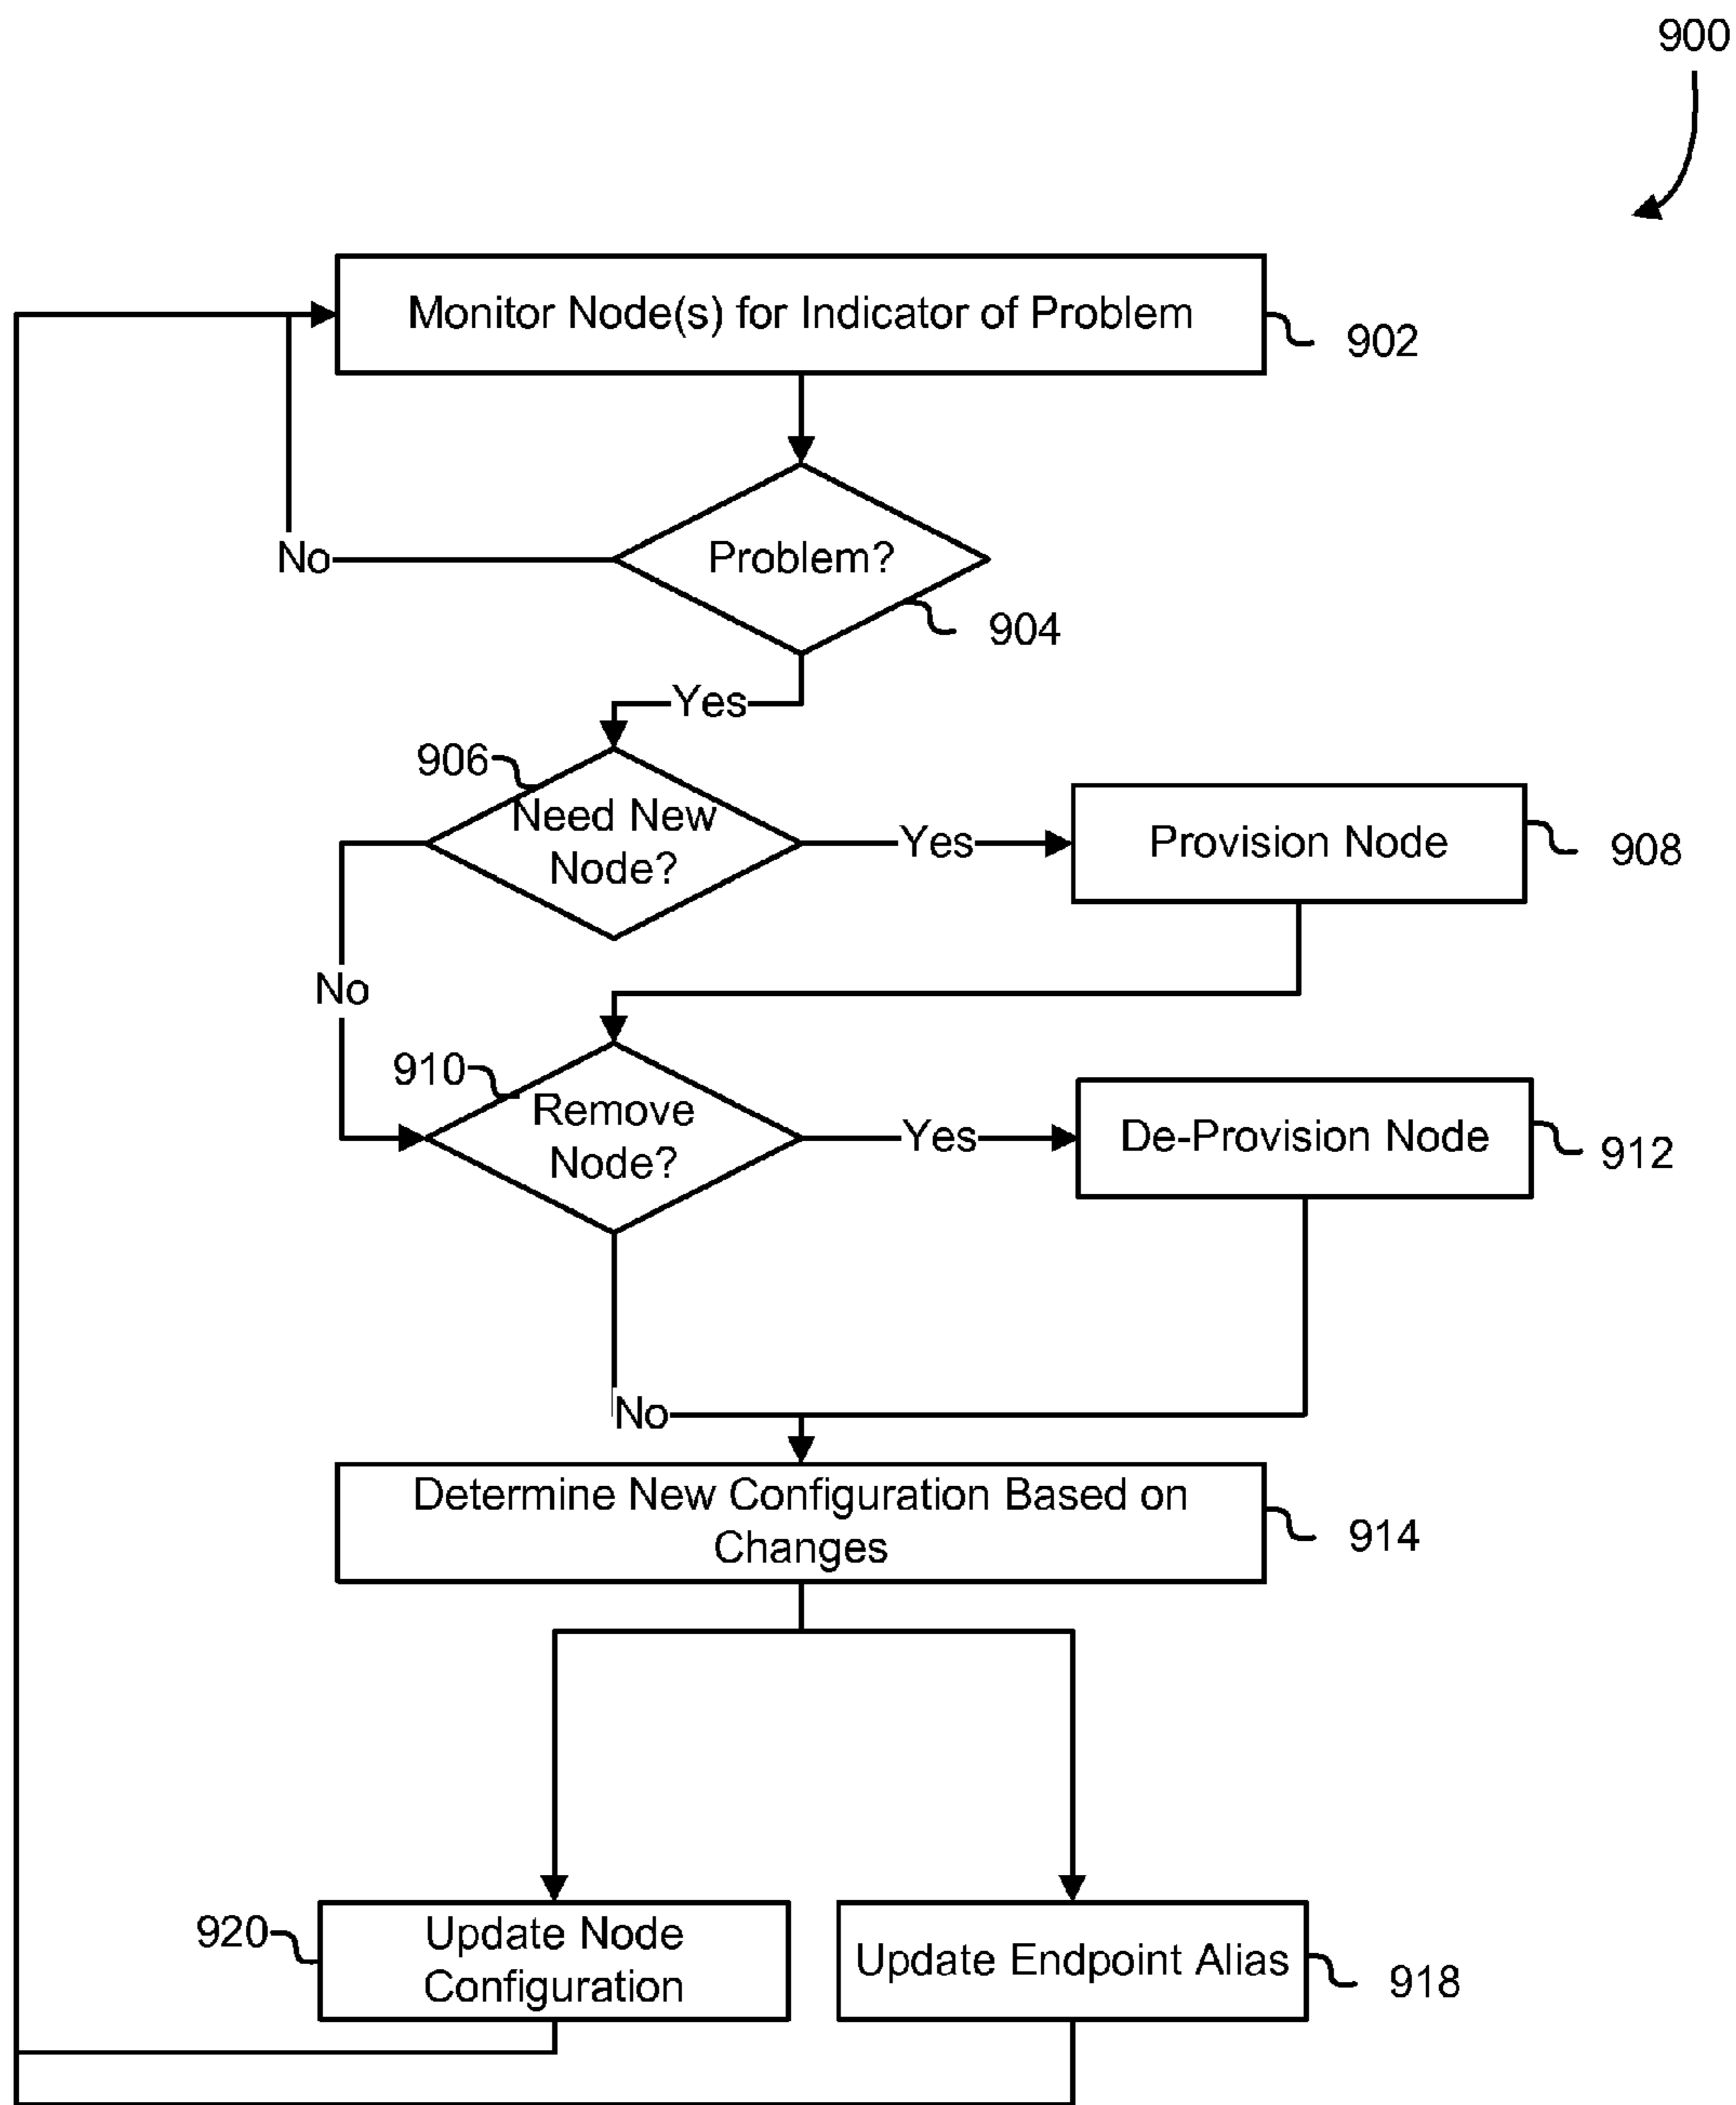 900
Monitor Node(s) for Indicator of Problem
902
Problem?
No
904
Yes
906
Need New
Node?
Yes
Provision Node
908
No
910
Remove
Node?
Yes
De-Provision Node
912
No
Determine New Configuration Based on
Changes
914
920
Update Node
Configuration
Update Endpoint Alias
918